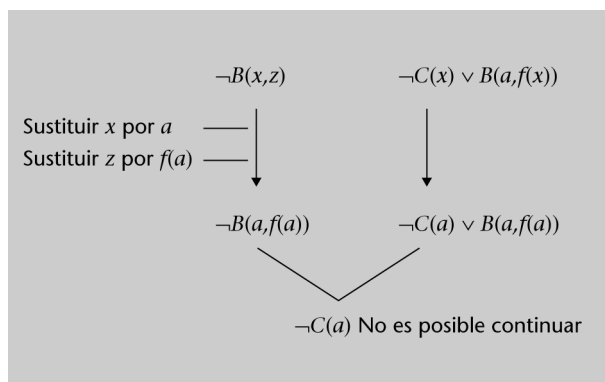 ¬B(x,z) ¬C(x) ∨ B(a,f(x))
Sustituir x por a
Sustituir z por f(a)
¬B(a,f(a)) ¬C(a) ∨ B(a,f(a))
¬C(a) No es posible continuar